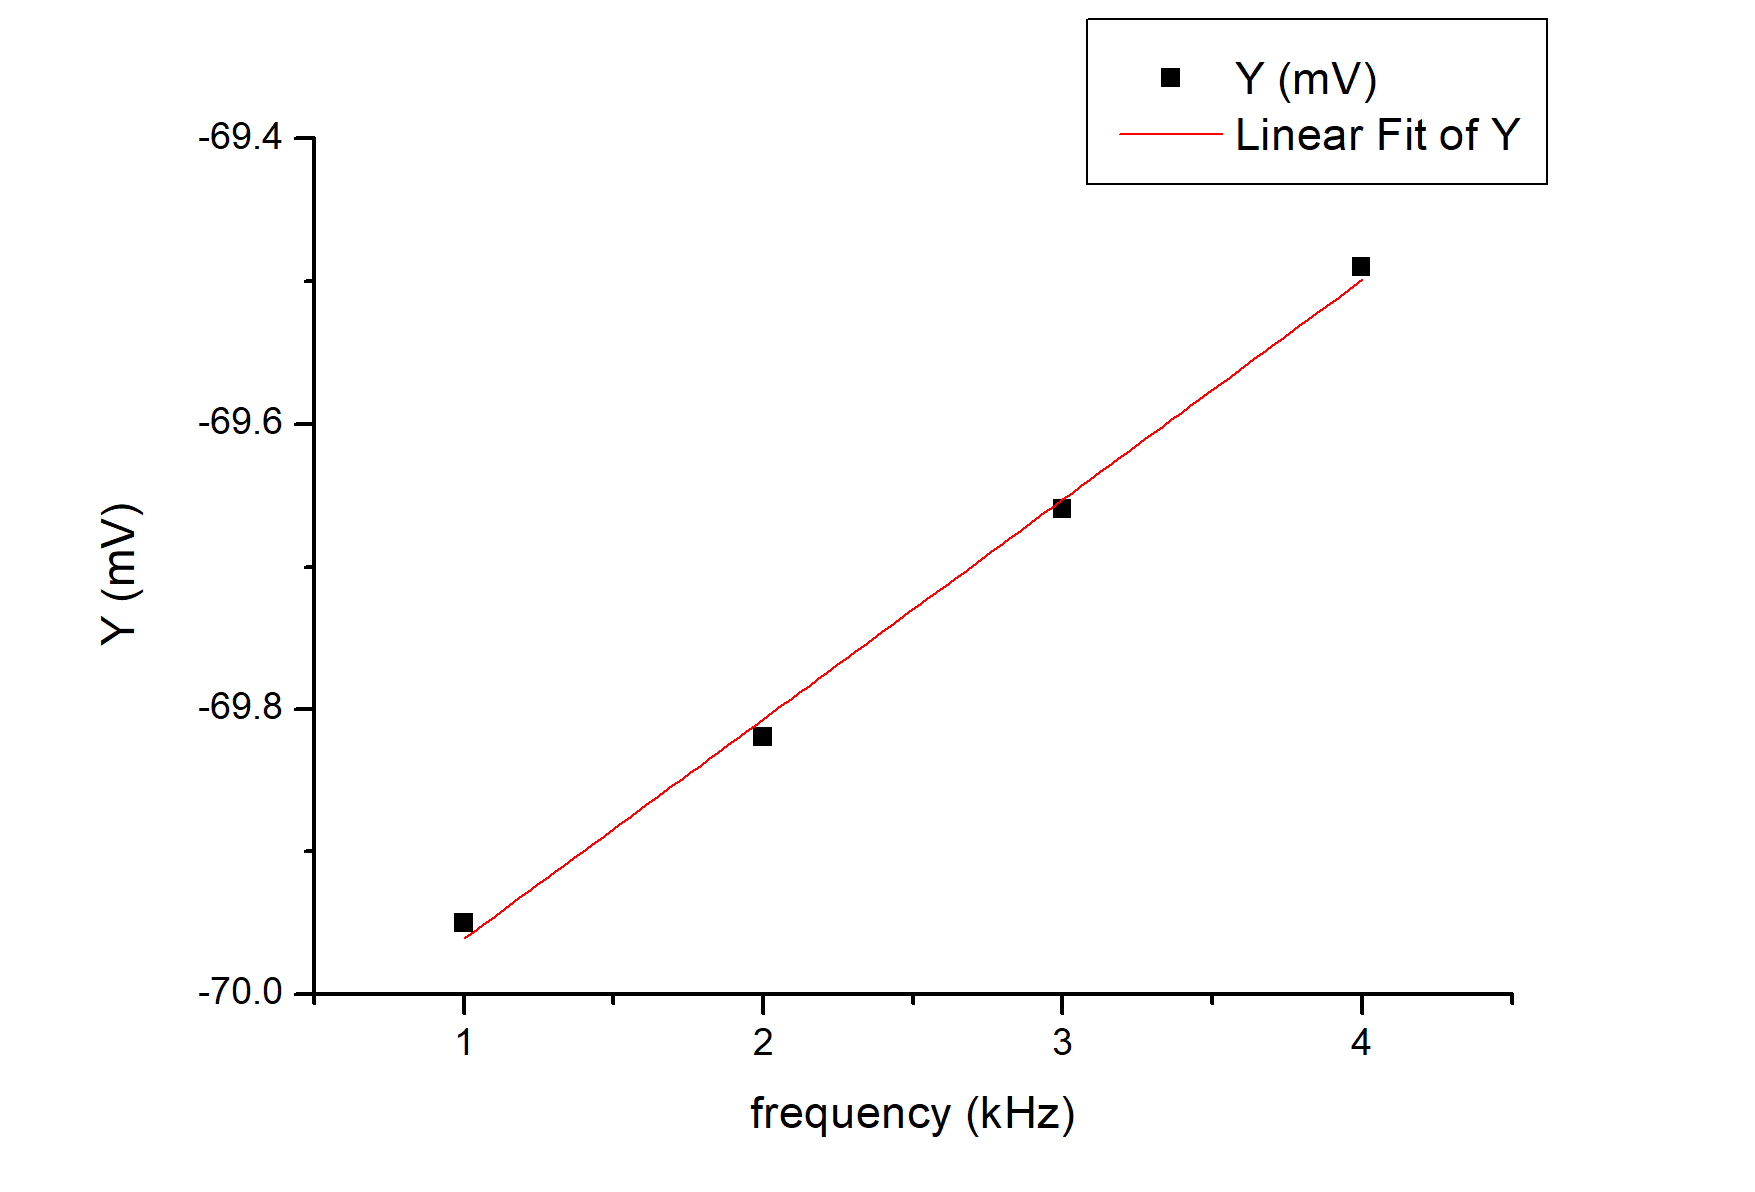 Y (mV)
Linear Fit of Y
-69.4
-69.6
-69.8
-70.0
Y (mV)
1 2 3 4
frequency (kHz)